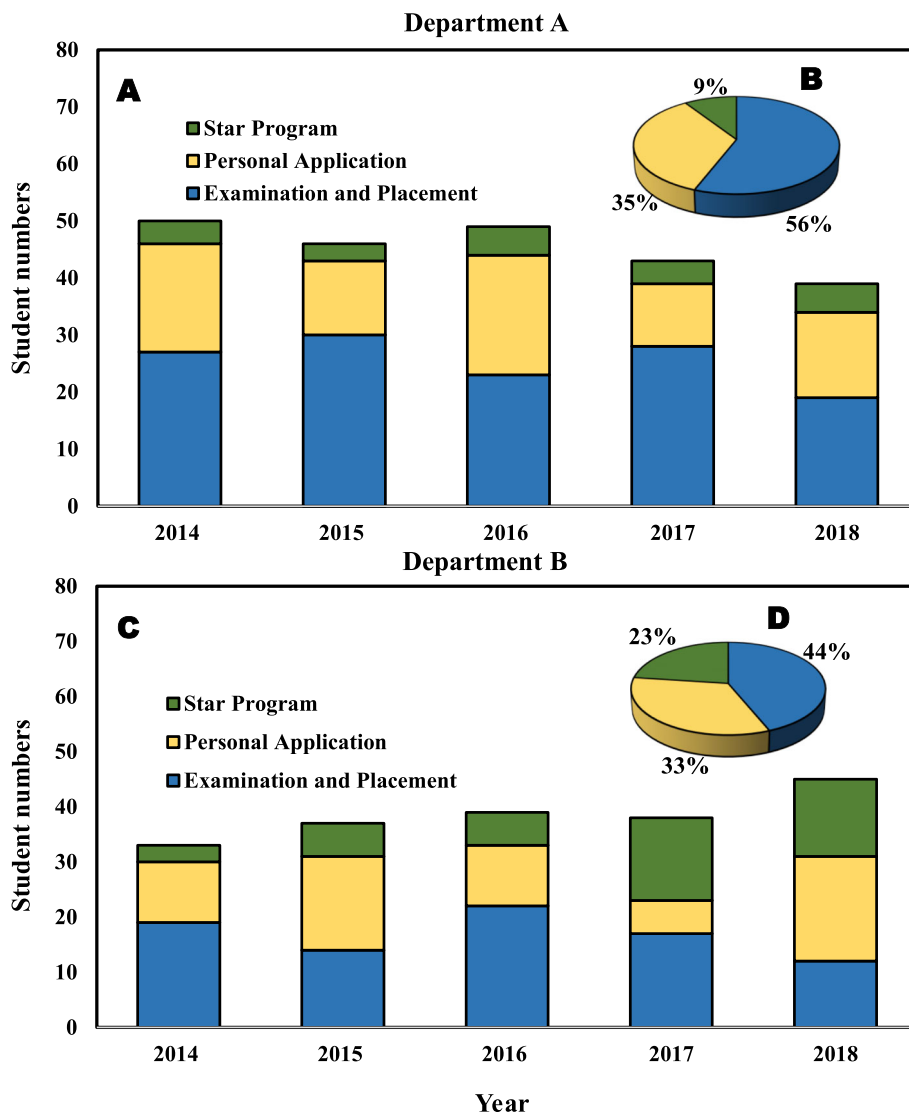 Department A
80
70
60
50
40
30
20
10
0
Student numbers
A
Star Program
Personal Application
Examination and Placement
B
9%
35%
56%
2014 2015 2016 2017 2018
Department B
80
70
60
50
40
30
20
10
0
Student numbers
C
Star Program
Personal Application
Examination and Placement
D
23%
44%
33%
2014 2015 2016 2017 2018
Year